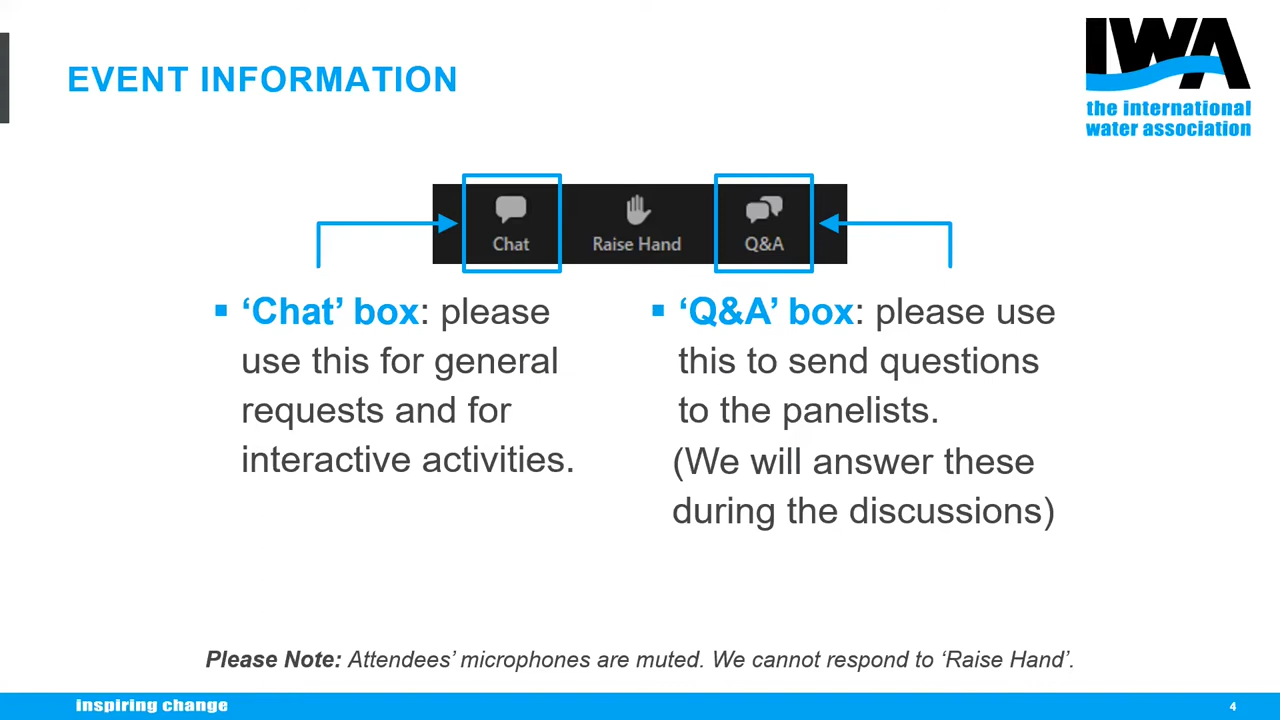 EVENT INFORMATION
IWA
the international
water association
Chat
Raise Hand
Q&A
▪ ‘Chat’ box: please
use this for general
requests and for
interactive activities.
▪ ‘Q&A’ box: please use
this to send questions
to the panelists.
(We will answer these
during the discussions)
Please Note: Attendees’ microphones are muted. We cannot respond to ‘Raise Hand’.
inspiring change
4